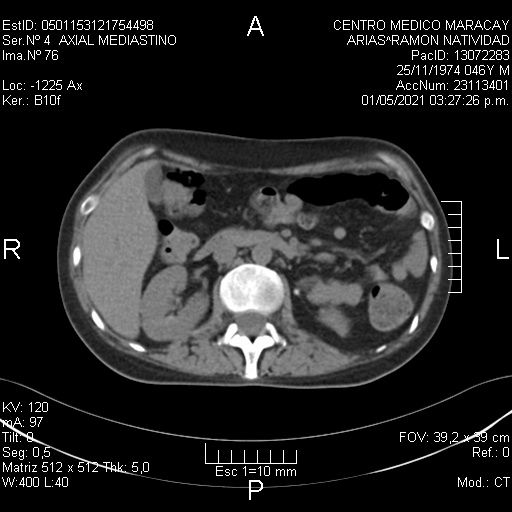 EstID: 0501153121754498
Ser.Nº 4 AXIAL MEDIASTINO
Ima.Nº 76
Loc: -1225 Ax
Ker.: B10f
A
CENTRO MEDICO MARACAY
ARIAS^RAMON NATIVIDAD
PacID: 13072283
25/11/1974 046Y M
AccNum: 23113401
01/05/2021 03:27:26 p.m.
R
L
KV: 120
mA: 97
Tilt: 0
Seg: 0,5
Matriz 512 x 512 Thk: 5,0
W:400 L:40
Esc 1=10 mm
P
FOV: 39,2 x 39 cm
Ref.: 0
Mod.: CT